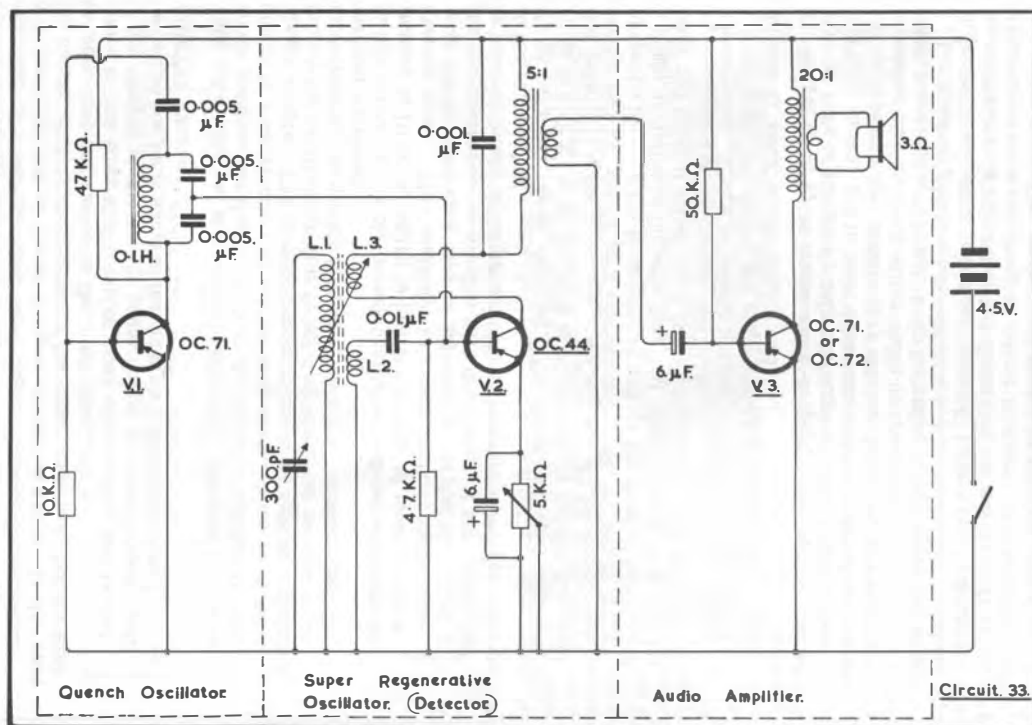 5:1
20:1
0·005.
µF.
0·001.
µF.
47 K.Ω.
0·005.
µF.
3.Ω.
50.K.Ω.
0·005.
µF.
0·1.H.
L.1.
L.3.
4·5.V.
0·01.µF
OC.71.
OC.44.
OC.71.
or
OC.72.
V.1.
L.2.
V.2.
+
6.µF.
V.3.
300.pF.
10.K.Ω.
4·7 K.Ω.
6.µF.
+
5.K.Ω.
Quench Oscillator.
Super Regenerative
Oscillator. (Detector)
Audio Amplifier.
Circuit. 33.